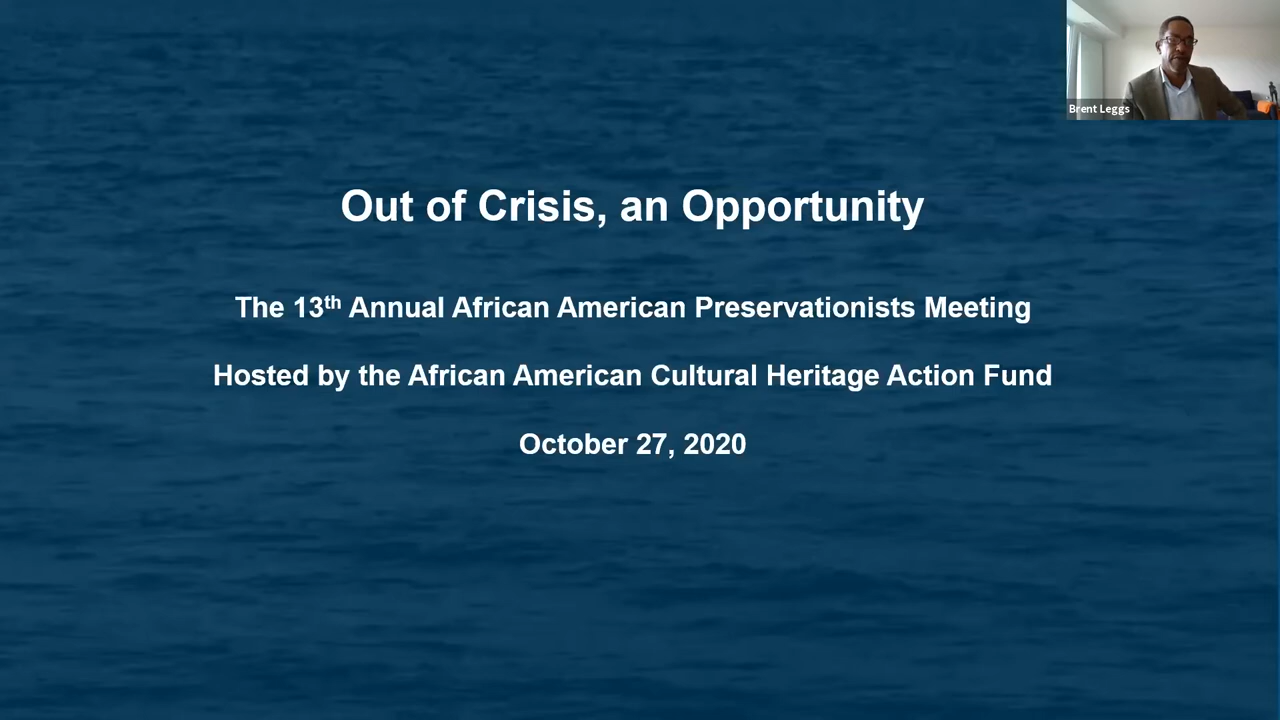 Brent Leggs
Out of Crisis, an Opportunity
The 13th Annual African American Preservationists Meeting
Hosted by the African American Cultural Heritage Action Fund
October 27, 2020